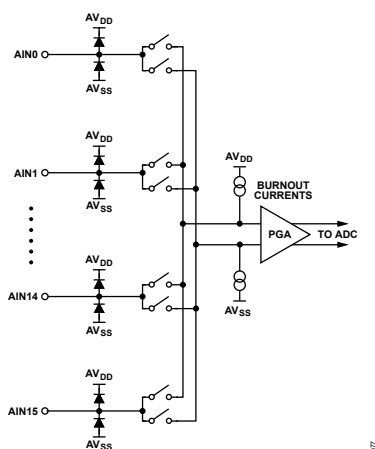 AVDD
AIN0
AVSS
AVDD
AIN1
AVSS
AVDD
BURNOUT
CURRENTS
PGA
TO ADC
AVSS
AVDD
AIN14
AVSS
AVDD
AIN15
AVSS